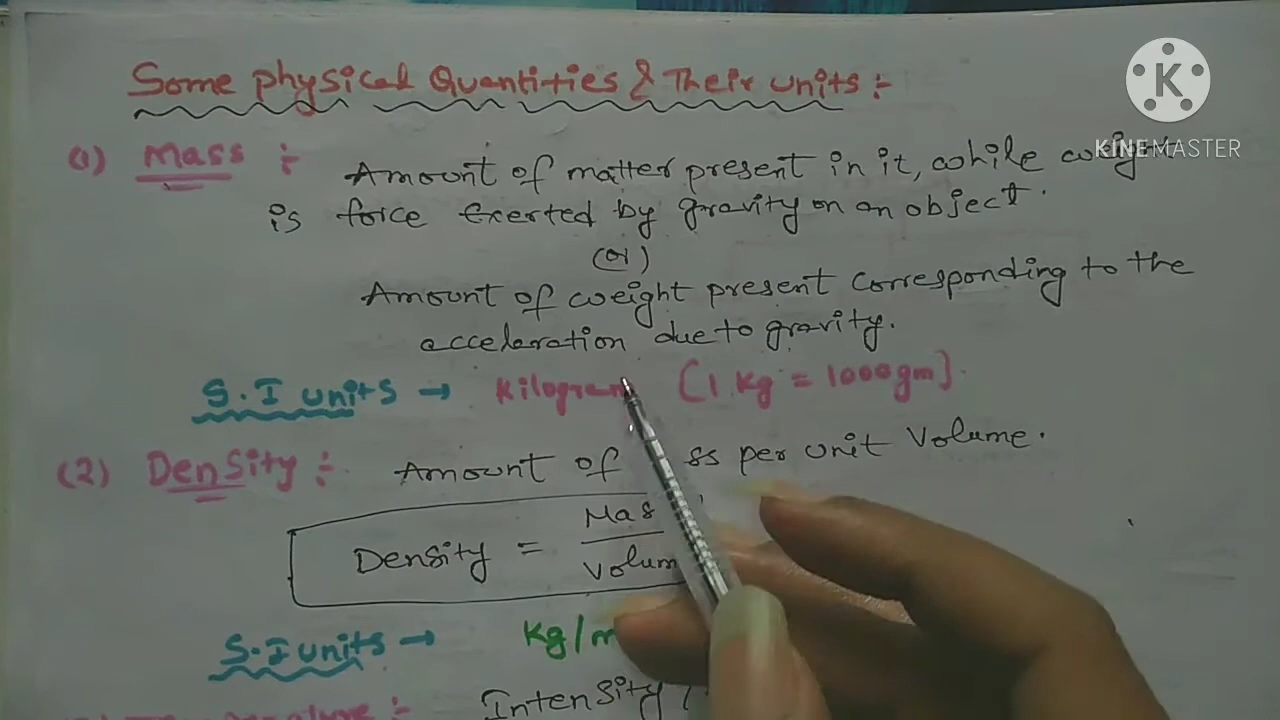 Some physical Quantities & Their units :-
K
KINEMASTER
(1) Mass :- Amount of matter present in it, while weight
is force exerted by gravity on an object.
(or)
Amount of weight present corresponding to the
acceleration due to gravity.
S.I units → Kilogram (1 Kg = 1000 gm)
(2) Density :- Amount of ss per unit Volume.
Density = Mas
Volum
S.I units → Kg/m
Intensity